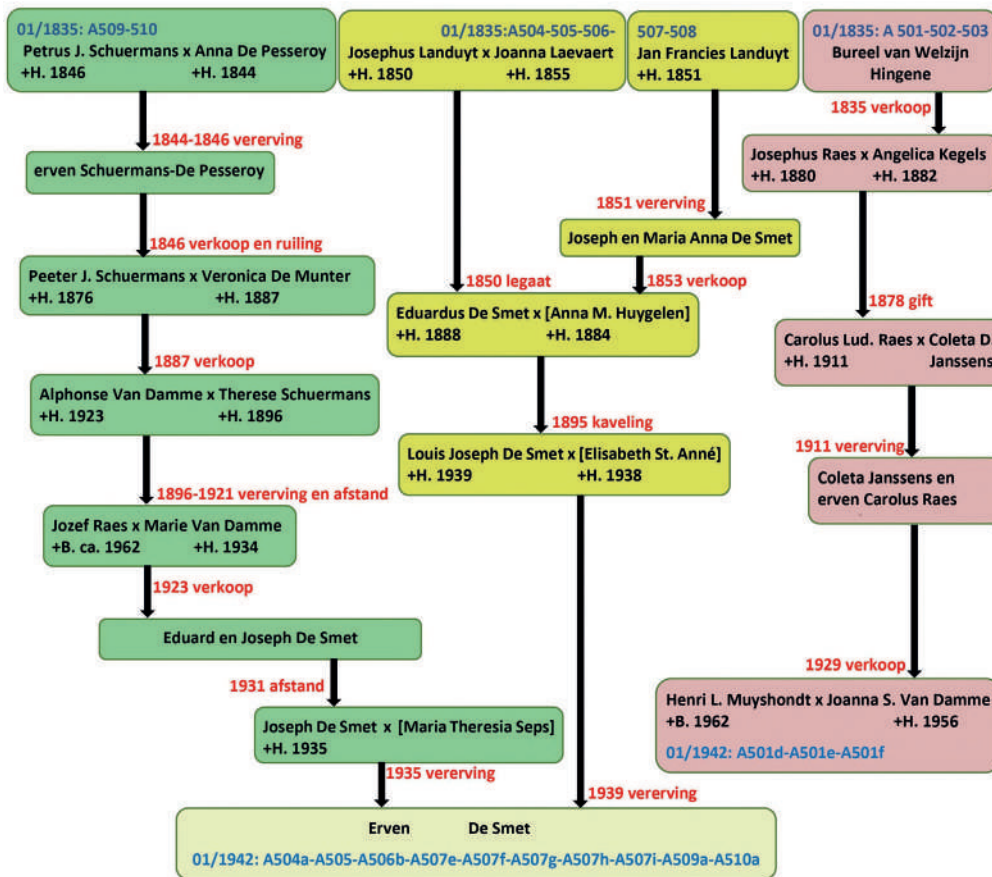 01/1835: A509-510
Petrus J. Schuermans x Anna De Pesseroy
+H. 1846 +H. 1844
1844-1846 vererving
erven Schuermans-De Pesseroy
1846 verkoop en ruiling
Peeter J. Schuermans x Veronica De Munter
+H. 1876 +H. 1887
1887 verkoop
Alphonse Van Damme x Therese Schuermans
+H. 1923 +H. 1896
1896-1921 vererving en afstand
Jozef Raes x Marie Van Damme
+B. ca. 1962 +H. 1934
1923 verkoop
Eduard en Joseph De Smet
1931 afstand
Joseph De Smet x [Maria Theresia Seps]
+H. 1935
1935 vererving
01/1835: A504-505-506-
Josephus Landuyt x Joanna Laevaert
+H. 1850 +H. 1855
1850 legaat
507-508
Jan Francies Landuyt
+H. 1851
1851 vererving
Joseph en Maria Anna De Smet
1853 verkoop
Eduardus De Smet x [Anna M. Huygelen]
+H. 1888 +H. 1884
1895 kaveling
Louis Joseph De Smet x [Elisabeth St. Anné]
+H. 1939 +H. 1938
1939 vererving
Erven De Smet
01/1942: A504a-A505-A506b-A507e-A507f-A507g-A507h-A507i-A509a-A510a
01/1835: A 501-502-503
Bureel van Welzijn
Hingene
1835 verkoop
Josephus Raes x Angelica Kegels
+H. 1880 +H. 1882
1878 gift
Carolus Lud. Raes x Coleta D.
+H. 1911 Janssens
1911 vererving
Coleta Janssens en
erven Carolus Raes
1929 verkoop
Henri L. Muyshondt x Joanna S. Van Damme
+B. 1962 +H. 1956
01/1942: A501d-A501e-A501f